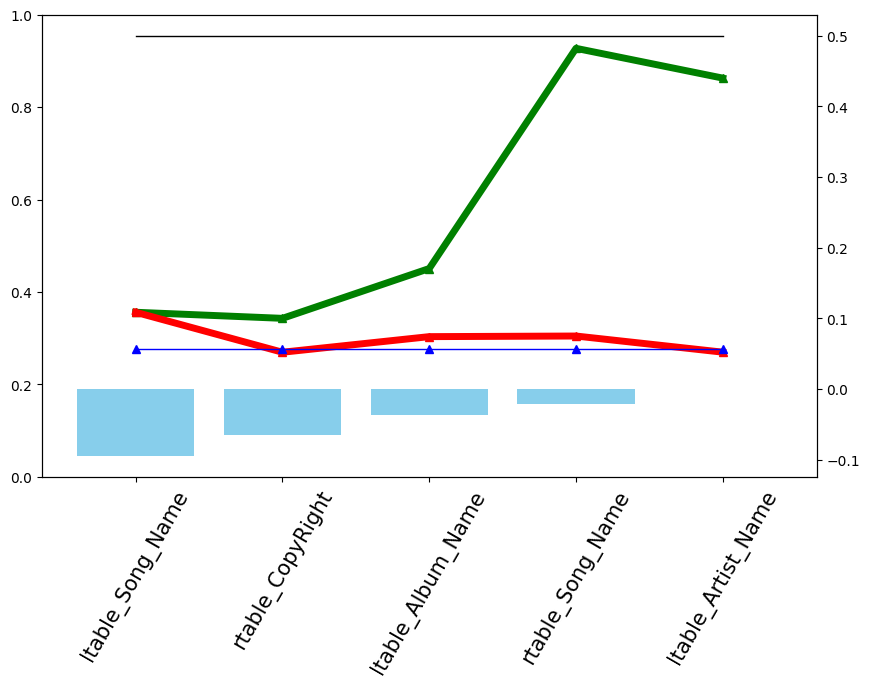 1.0
0.8
0.6
0.4
0.2
0.0
0.5
0.4
0.3
0.2
0.1
0.0
−0.1
ltable_Song_Name
rtable_CopyRight
ltable_Album_Name
rtable_Song_Name
ltable_Artist_Name